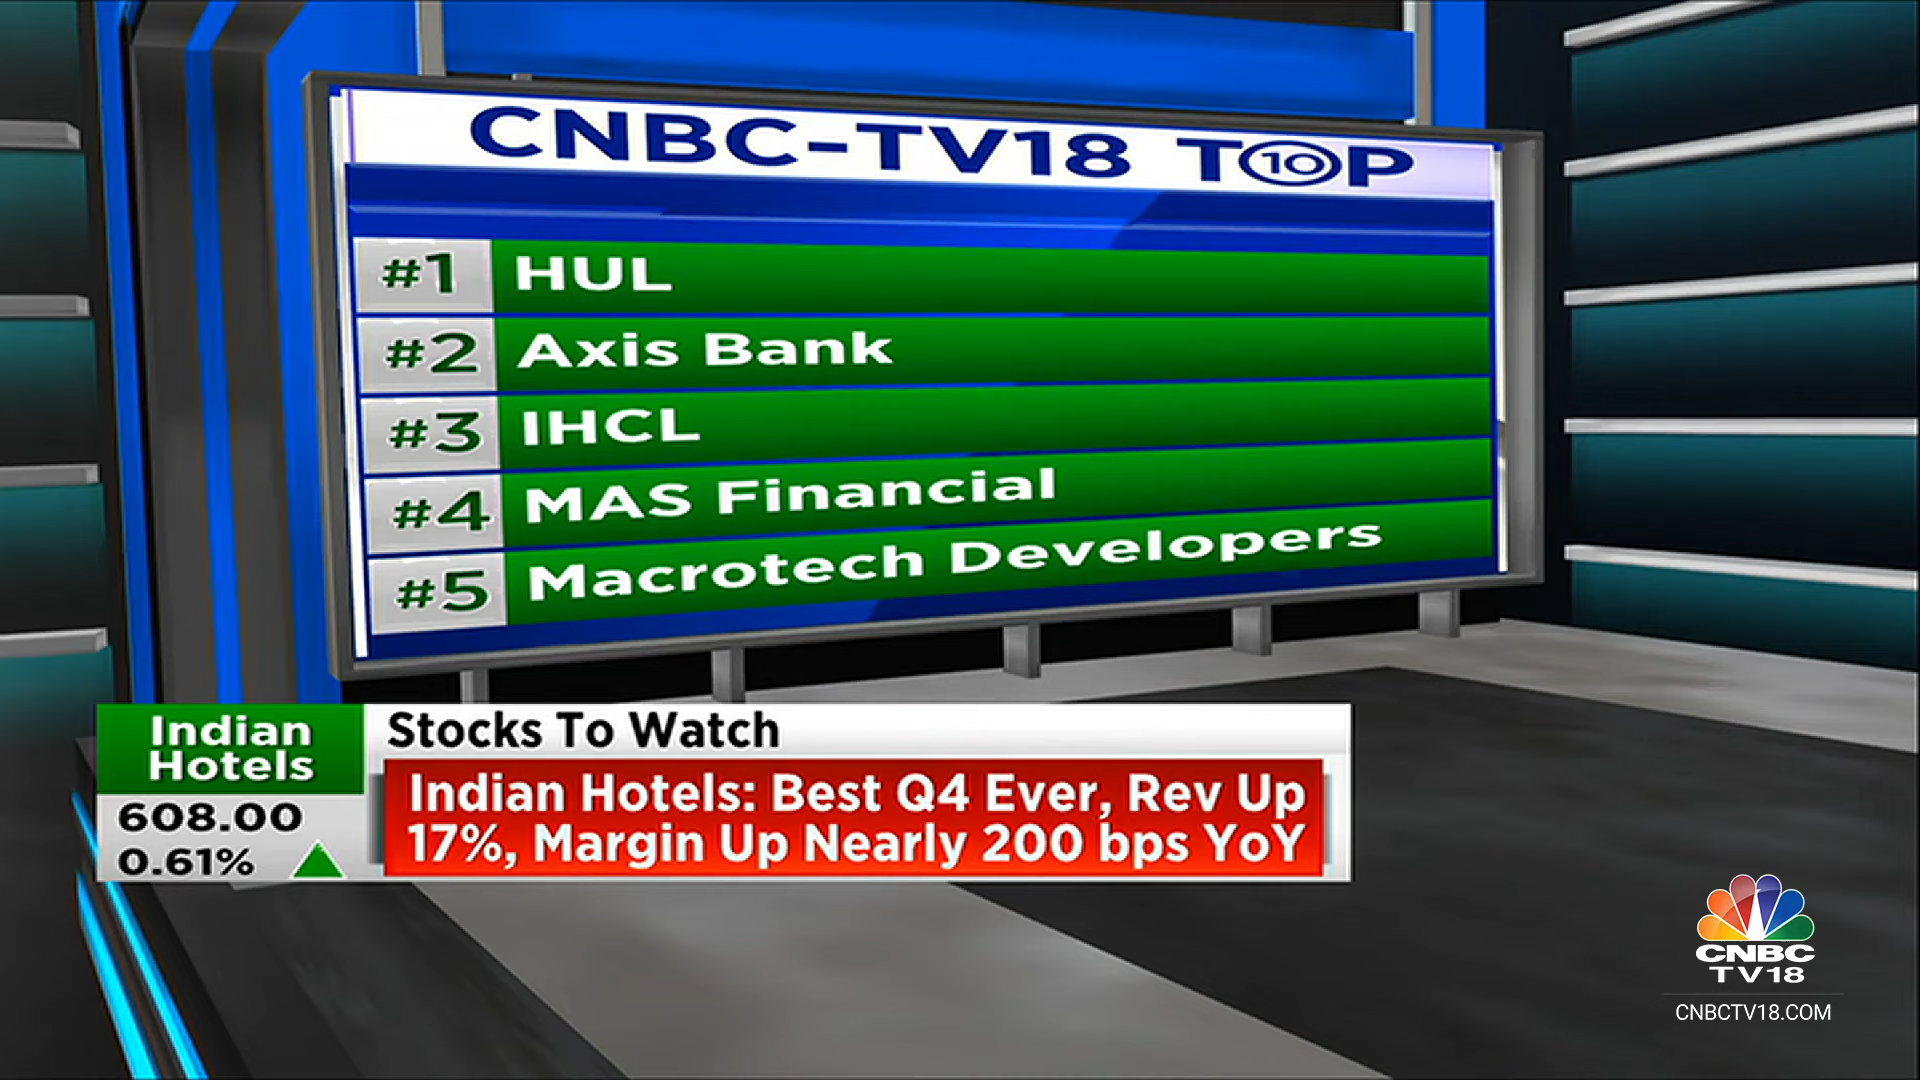 CNBC-TV18 TOP
10
#1 HUL
#2 Axis Bank
#3 IHCL
#4 MAS Financial
#5 Macrotech Developers
Indian
Hotels
608.00
0.61%
Stocks To Watch
Indian Hotels: Best Q4 Ever, Rev Up
17%, Margin Up Nearly 200 bps YoY
CNBC
TV18
CNBCTV18.COM